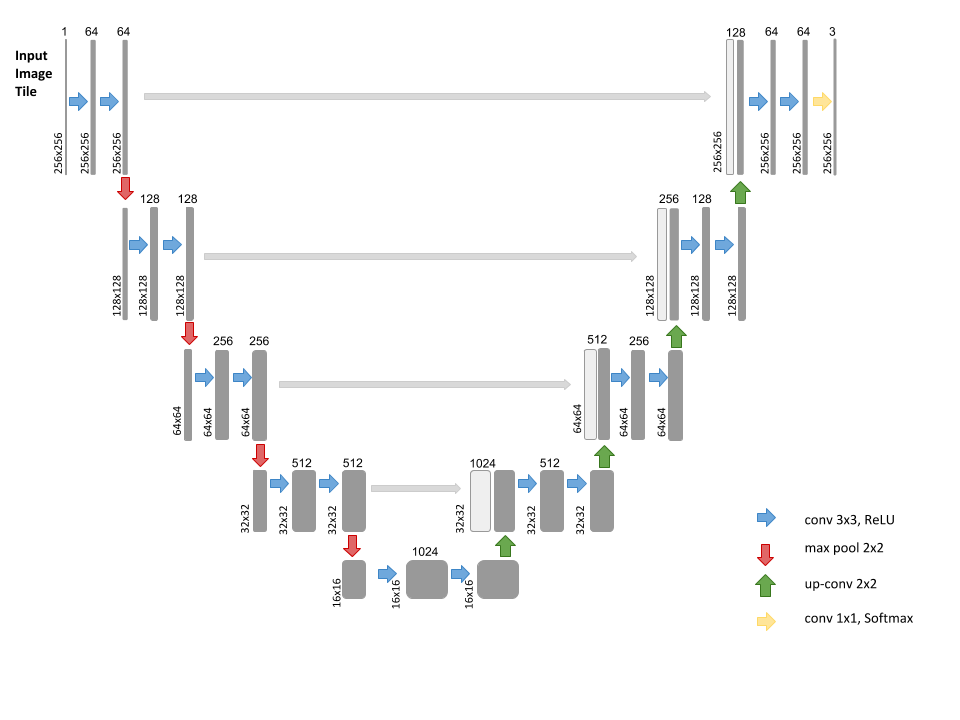 1 64 64
Input
Image
Tile
256x256 256x256 256x256
128 64 64 3
256x256 256x256 256x256 256x256
128 128
128x128 128x128 128x128
256 128
128x128 128x128 128x128
256 256
64x64 64x64 64x64
512 256
64x64 64x64 64x64
512 512
32x32 32x32 32x32
1024 512
32x32 32x32 32x32
1024
16x16 16x16 16x16
conv 3x3, ReLU
max pool 2x2
up-conv 2x2
conv 1x1, Softmax